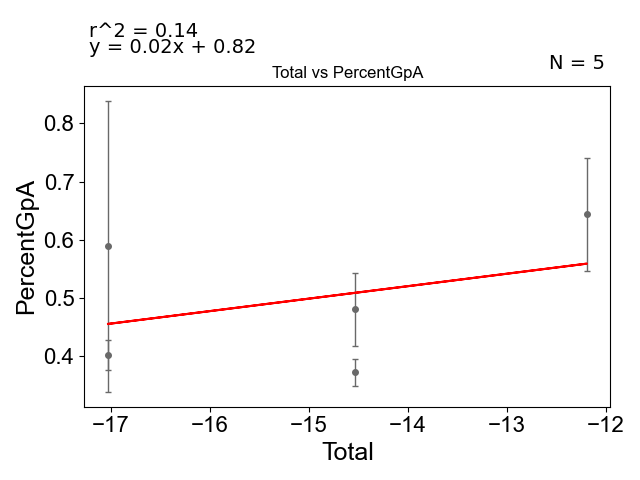 r^2 = 0.14
y = 0.02x + 0.82
N = 5
Total vs PercentGpA
PercentGpA
0.8
0.7
0.6
0.5
0.4
−17
−16
−15
−14
−13
−12
Total